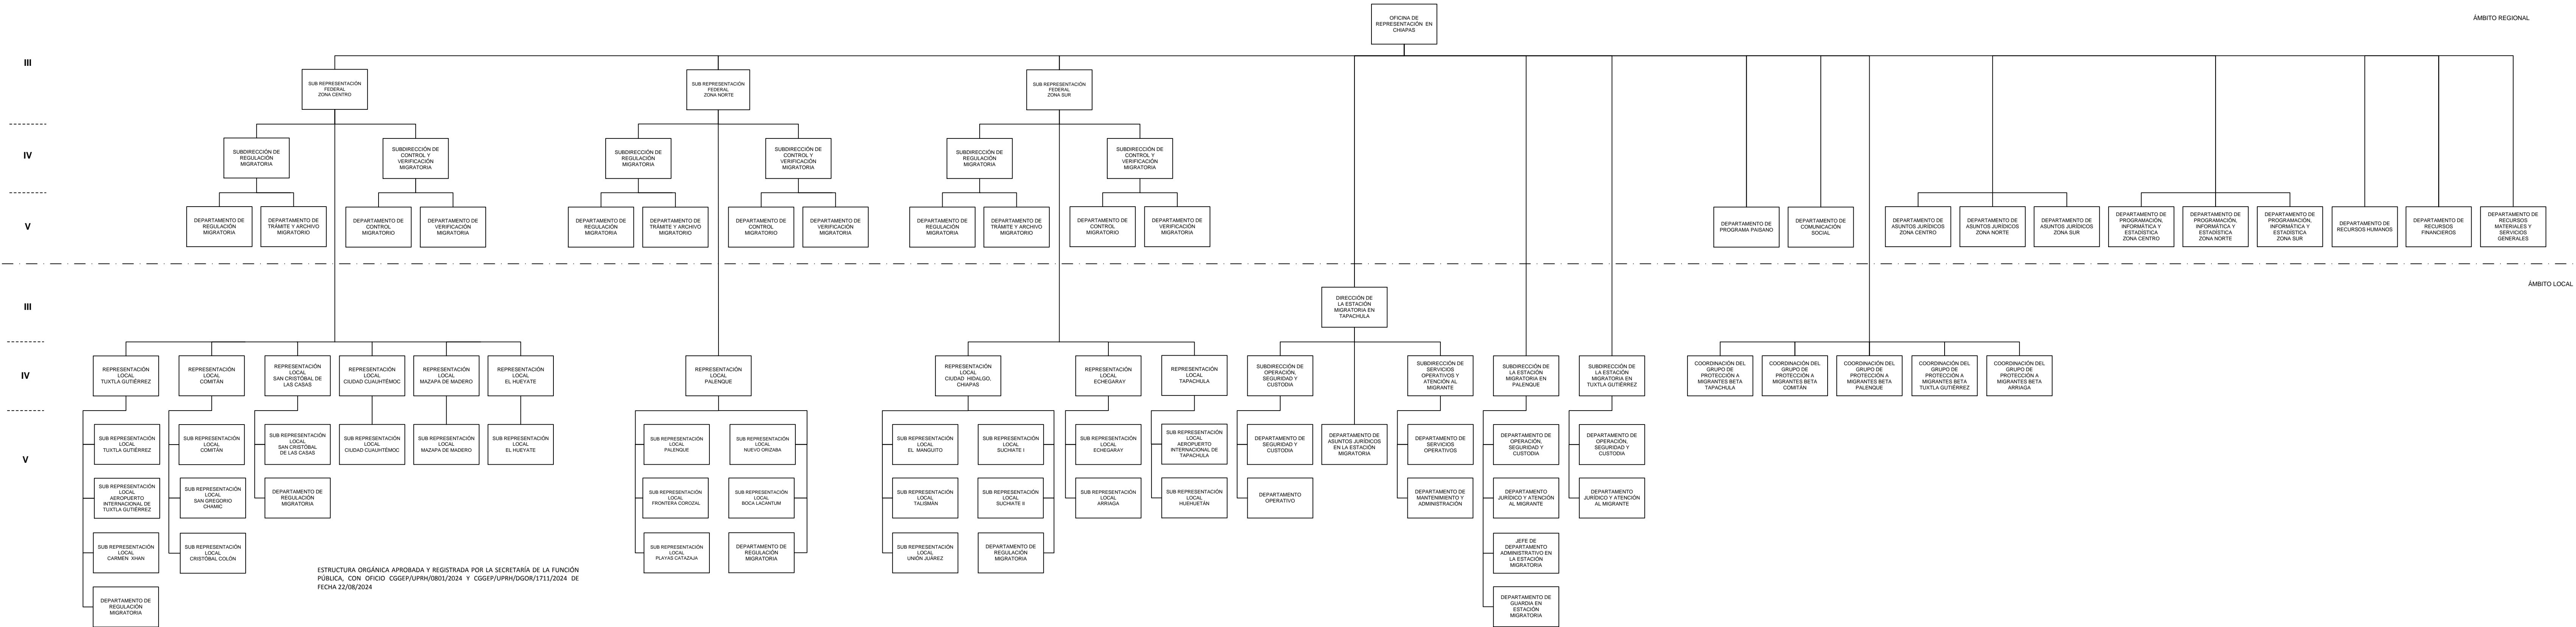 OFICINA DE
REPRESENTACIÓN EN
CHIAPAS
ÁMBITO REGIONAL
III
SUB REPRESENTACIÓN
FEDERAL
ZONA CENTRO
SUB REPRESENTACIÓN
FEDERAL
ZONA NORTE
SUB REPRESENTACIÓN
FEDERAL
ZONA SUR
IV
SUBDIRECCIÓN DE
REGULACIÓN
MIGRATORIA
SUBDIRECCIÓN DE
CONTROL Y
VERIFICACIÓN
MIGRATORIA
SUBDIRECCIÓN DE
REGULACIÓN
MIGRATORIA
SUBDIRECCIÓN DE
CONTROL Y
VERIFICACIÓN
MIGRATORIA
SUBDIRECCIÓN DE
REGULACIÓN
MIGRATORIA
SUBDIRECCIÓN DE
CONTROL Y
VERIFICACIÓN
MIGRATORIA
V
DEPARTAMENTO DE
REGULACIÓN
MIGRATORIA
DEPARTAMENTO DE
TRÁMITE Y ARCHIVO
MIGRATORIO
DEPARTAMENTO DE
CONTROL
MIGRATORIO
DEPARTAMENTO DE
VERIFICACIÓN
MIGRATORIA
DEPARTAMENTO DE
REGULACIÓN
MIGRATORIA
DEPARTAMENTO DE
TRÁMITE Y ARCHIVO
MIGRATORIO
DEPARTAMENTO DE
CONTROL
MIGRATORIO
DEPARTAMENTO DE
VERIFICACIÓN
MIGRATORIA
DEPARTAMENTO DE
REGULACIÓN
MIGRATORIA
DEPARTAMENTO DE
TRÁMITE Y ARCHIVO
MIGRATORIO
DEPARTAMENTO DE
CONTROL
MIGRATORIO
DEPARTAMENTO DE
VERIFICACIÓN
MIGRATORIA
DEPARTAMENTO DE
PROGRAMA PAISANO
DEPARTAMENTO DE
COMUNICACIÓN
SOCIAL
DEPARTAMENTO DE
ASUNTOS JURÍDICOS
ZONA CENTRO
DEPARTAMENTO DE
ASUNTOS JURÍDICOS
ZONA NORTE
DEPARTAMENTO DE
ASUNTOS JURÍDICOS
ZONA SUR
DEPARTAMENTO DE
PROGRAMACIÓN,
INFORMÁTICA Y
ESTADÍSTICA
ZONA CENTRO
DEPARTAMENTO DE
PROGRAMACIÓN,
INFORMÁTICA Y
ESTADÍSTICA
ZONA NORTE
DEPARTAMENTO DE
PROGRAMACIÓN,
INFORMÁTICA Y
ESTADÍSTICA
ZONA SUR
DEPARTAMENTO DE
RECURSOS HUMANOS
DEPARTAMENTO DE
RECURSOS
FINANCIEROS
DEPARTAMENTO DE
RECURSOS
MATERIALES Y
SERVICIOS
GENERALES
ÁMBITO LOCAL
III
DIRECCIÓN DE
LA ESTACIÓN
MIGRATORIA EN
TAPACHULA
IV
REPRESENTACIÓN
LOCAL
TUXTLA GUTIÉRREZ
REPRESENTACIÓN
LOCAL
COMITÁN
REPRESENTACIÓN
LOCAL
SAN CRISTÓBAL DE
LAS CASAS
REPRESENTACIÓN
LOCAL
CIUDAD CUAUHTÉMOC
REPRESENTACIÓN
LOCAL
MAZAPA DE MADERO
REPRESENTACIÓN
LOCAL
EL HUEYATE
REPRESENTACIÓN
LOCAL
PALENQUE
REPRESENTACIÓN
LOCAL
CIUDAD HIDALGO,
CHIAPAS
REPRESENTACIÓN
LOCAL
ECHEGARAY
REPRESENTACIÓN
LOCAL
TAPACHULA
SUBDIRECCIÓN DE
OPERACIÓN,
SEGURIDAD Y
CUSTODIA
SUBDIRECCIÓN DE
SERVICIOS
OPERATIVOS Y
ATENCIÓN AL
MIGRANTE
SUBDIRECCIÓN DE
LA ESTACIÓN
MIGRATORIA EN
PALENQUE
SUBDIRECCIÓN DE
LA ESTACIÓN
MIGRATORIA EN
TUXTLA GUTIÉRREZ
COORDINACIÓN DEL
GRUPO DE
PROTECCIÓN A
MIGRANTES BETA
TAPACHULA
COORDINACIÓN DEL
GRUPO DE
PROTECCIÓN A
MIGRANTES BETA
COMITÁN
COORDINACIÓN DEL
GRUPO DE
PROTECCIÓN A
MIGRANTES BETA
PALENQUE
COORDINACIÓN DEL
GRUPO DE
PROTECCIÓN A
MIGRANTES BETA
TUXTLA GUTIÉRREZ
COORDINACIÓN DEL
GRUPO DE
PROTECCIÓN A
MIGRANTES BETA
ARRIAGA
V
SUB REPRESENTACIÓN
LOCAL
TUXTLA GUTIÉRREZ
SUB REPRESENTACIÓN
LOCAL
COMITÁN
SUB REPRESENTACIÓN
LOCAL
SAN CRISTÓBAL
DE LAS CASAS
SUB REPRESENTACIÓN
LOCAL
CIUDAD CUAUHTÉMOC
SUB REPRESENTACIÓN
LOCAL
MAZAPA DE MADERO
SUB REPRESENTACIÓN
LOCAL
EL HUEYATE
SUB REPRESENTACIÓN
LOCAL
PALENQUE
SUB REPRESENTACIÓN
LOCAL
NUEVO ORIZABA
SUB REPRESENTACIÓN
LOCAL
EL MANGUITO
SUB REPRESENTACIÓN
LOCAL
SUCHIATE I
SUB REPRESENTACIÓN
LOCAL
ECHEGARAY
SUB REPRESENTACIÓN
LOCAL
AEROPUERTO
INTERNACIONAL DE
TAPACHULA
DEPARTAMENTO DE
SEGURIDAD Y
CUSTODIA
DEPARTAMENTO DE
ASUNTOS JURÍDICOS
EN LA ESTACIÓN
MIGRATORIA
DEPARTAMENTO DE
SERVICIOS
OPERATIVOS
DEPARTAMENTO DE
OPERACIÓN,
SEGURIDAD Y
CUSTODIA
DEPARTAMENTO DE
OPERACIÓN,
SEGURIDAD Y
CUSTODIA
SUB REPRESENTACIÓN
LOCAL
AEROPUERTO
INTERNACIONAL DE
TUXTLA GUTIÉRREZ
SUB REPRESENTACIÓN
LOCAL
SAN GREGORIO
CHAMIC
DEPARTAMENTO DE
REGULACIÓN
MIGRATORIA
SUB REPRESENTACIÓN
LOCAL
FRONTERA COROZAL
SUB REPRESENTACIÓN
LOCAL
BOCA LACANTUM
SUB REPRESENTACIÓN
LOCAL
TALISMÁN
SUB REPRESENTACIÓN
LOCAL
SUCHIATE II
SUB REPRESENTACIÓN
LOCAL
ARRIAGA
SUB REPRESENTACIÓN
LOCAL
HUEHUETÁN
DEPARTAMENTO
OPERATIVO
DEPARTAMENTO DE
MANTENIMIENTO Y
ADMINISTRACIÓN
DEPARTAMENTO
JURÍDICO Y ATENCIÓN
AL MIGRANTE
DEPARTAMENTO
JURÍDICO Y ATENCIÓN
AL MIGRANTE
SUB REPRESENTACIÓN
LOCAL
CARMEN XHAN
SUB REPRESENTACIÓN
LOCAL
CRISTÓBAL COLÓN
SUB REPRESENTACIÓN
LOCAL
PLAYAS CATAZAJA
DEPARTAMENTO DE
REGULACIÓN
MIGRATORIA
SUB REPRESENTACIÓN
LOCAL
UNIÓN JUÁREZ
DEPARTAMENTO DE
REGULACIÓN
MIGRATORIA
JEFE DE
DEPARTAMENTO
ADMINISTRATIVO EN
LA ESTACIÓN
MIGRATORIA
ESTRUCTURA ORGÁNICA APROBADA Y REGISTRADA POR LA SECRETARÍA DE LA FUNCIÓN
PÚBLICA, CON OFICIO CGGEP/UPRH/0801/2024 Y CGGEP/UPRH/DGOR/1711/2024 DE
FECHA 22/08/2024
DEPARTAMENTO DE
REGULACIÓN
MIGRATORIA
DEPARTAMENTO DE
GUARDIA EN
ESTACIÓN
MIGRATORIA